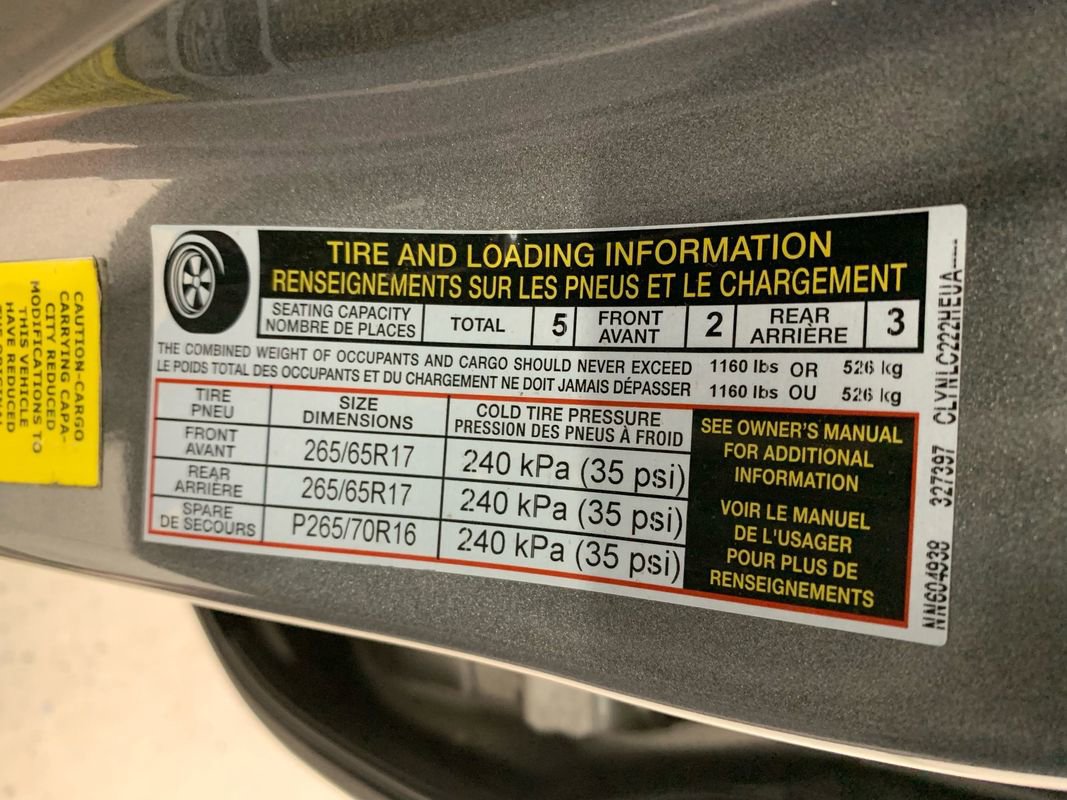 TIRE AND LOADING INFORMATION
RENSEIGNEMENTS SUR LES PNEUS ET LE CHARGEMENT
SEATING CAPACITY
NOMBRE DE PLACES
TOTAL
5
FRONT
AVANT
2
REAR
ARRIÈRE
3
THE COMBINED WEIGHT OF OCCUPANTS AND CARGO SHOULD NEVER EXCEED 1160 lbs OR 526 kg
LE POIDS TOTAL DES OCCUPANTS ET DU CHARGEMENT NE DOIT JAMAIS DÉPASSER 1160 lbs OU 526 kg
TIRE
PNEU
SIZE
DIMENSIONS
COLD TIRE PRESSURE
PRESSION DES PNEUS À FROID
FRONT
AVANT
265/65R17
240 kPa (35 psi)
REAR
ARRIÈRE
265/65R17
240 kPa (35 psi)
SPARE
DE SECOURS
P265/70R16
240 kPa (35 psi)
SEE OWNER'S MANUAL
FOR ADDITIONAL
INFORMATION
VOIR LE MANUEL
DE L'USAGER
POUR PLUS DE
RENSEIGNEMENTS
NN604938 327397 CLYNLC222HEUA----
CAUTION-CARGO
CARRYING CAPA-
CITY REDUCED
MODIFICATIONS TO
THIS VEHICLE
HAVE REDUCED